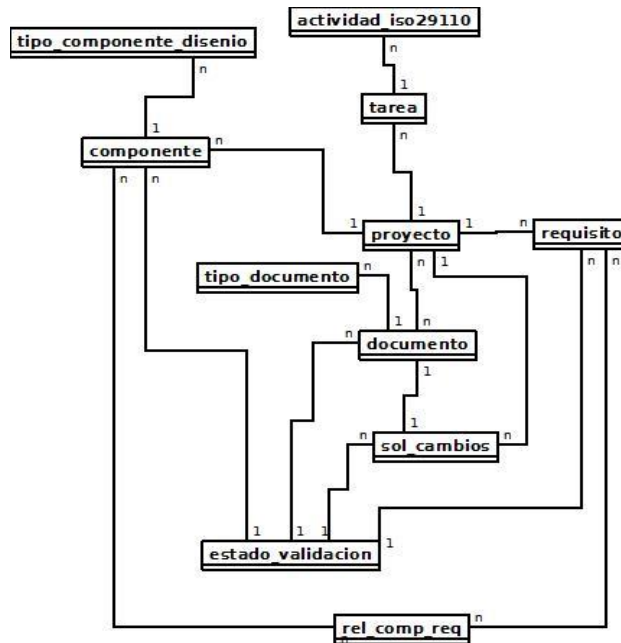 actividad_iso29110
tipo_componente_disenio
n
n
1
tarea
1
n
componente
n
n
n
1
1
1
n
proyecto
requisito
n
1
n
n
tipo_documento
n
1
n
n
documento
1
1
n
n
sol_cambios
1
1
1
1
estado_validacion
n
rel_comp_req
n